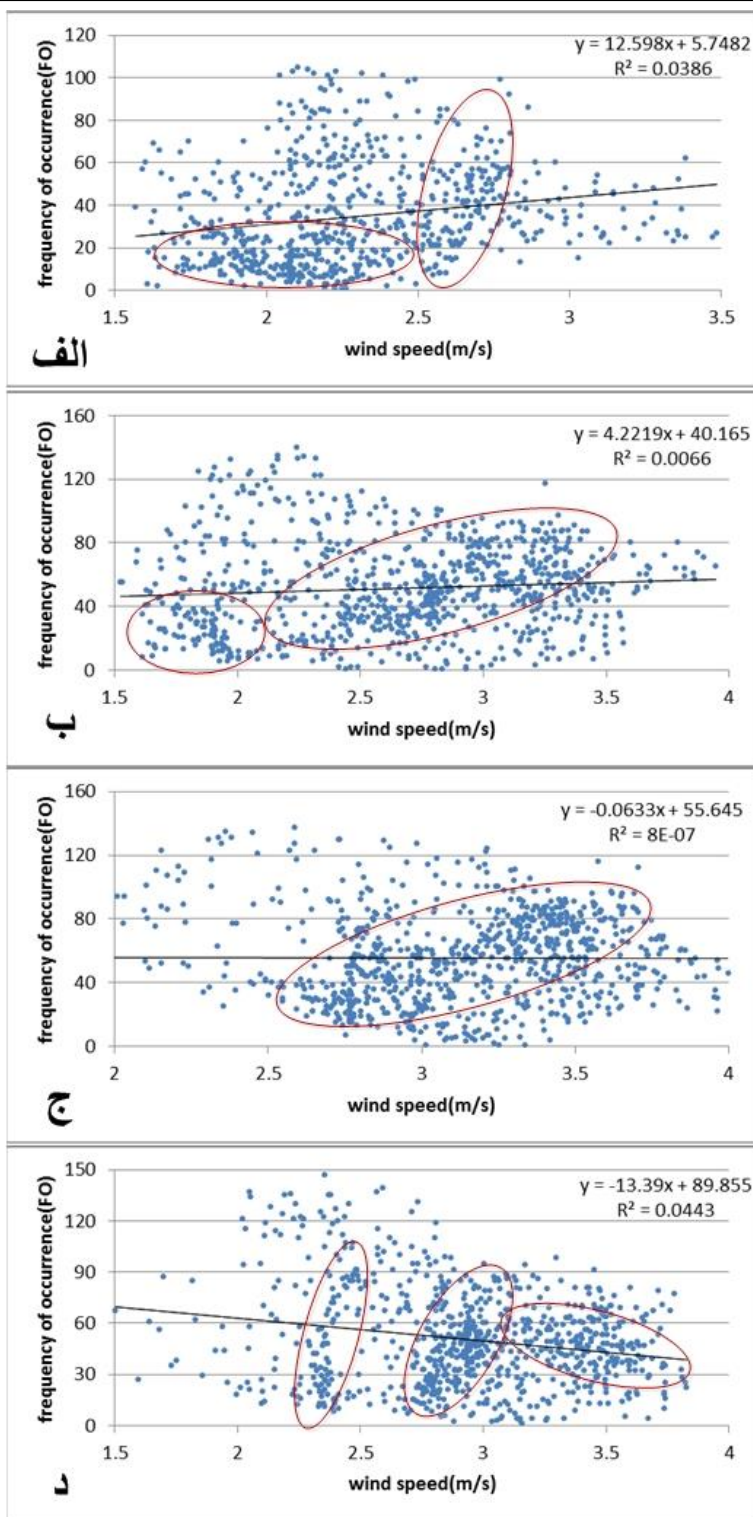 frequency of occurrence(FO)
120
100
80
60
40
20
0
y = 12.598x + 5.7482
R² = 0.0386
1.5 2 2.5 3 3.5
wind speed(m/s)
الف
frequency of occurrence(FO)
160
120
80
40
0
y = 4.2219x + 40.165
R² = 0.0066
1.5 2 2.5 3 3.5 4
wind speed(m/s)
ب
frequency of occurrence(FO)
160
120
80
40
0
y = -0.0633x + 55.645
R² = 8E-07
2 2.5 3 3.5 4
wind speed(m/s)
ج
frequency of occurrence(FO)
150
120
90
60
30
0
y = -13.39x + 89.855
R² = 0.0443
1.5 2 2.5 3 3.5 4
wind speed(m/s)
د